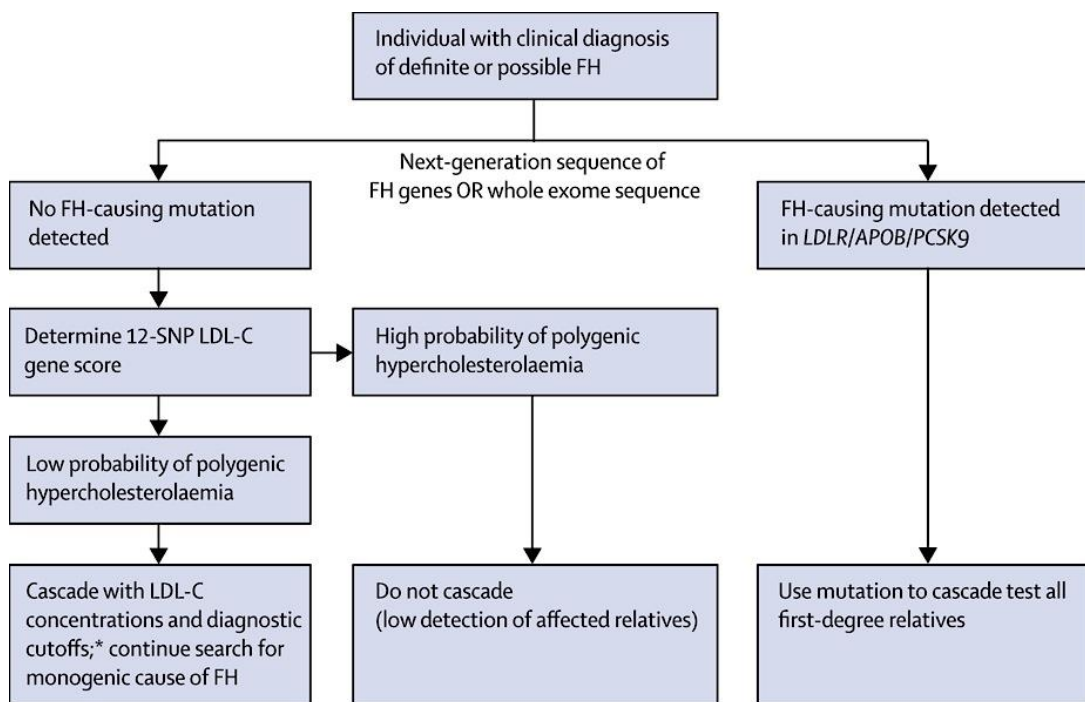 Individual with clinical diagnosis
of definite or possible FH
Next-generation sequence of
FH genes OR whole exome sequence
No FH-causing mutation
detected
FH-causing mutation detected
in LDLR/APOB/PCSK9
Determine 12-SNP LDL-C
gene score
High probability of polygenic
hypercholesterolaemia
Low probability of polygenic
hypercholesterolaemia
Cascade with LDL-C
concentrations and diagnostic
cutoffs;* continue search for
monogenic cause of FH
Do not cascade
(low detection of affected relatives)
Use mutation to cascade test all
first-degree relatives